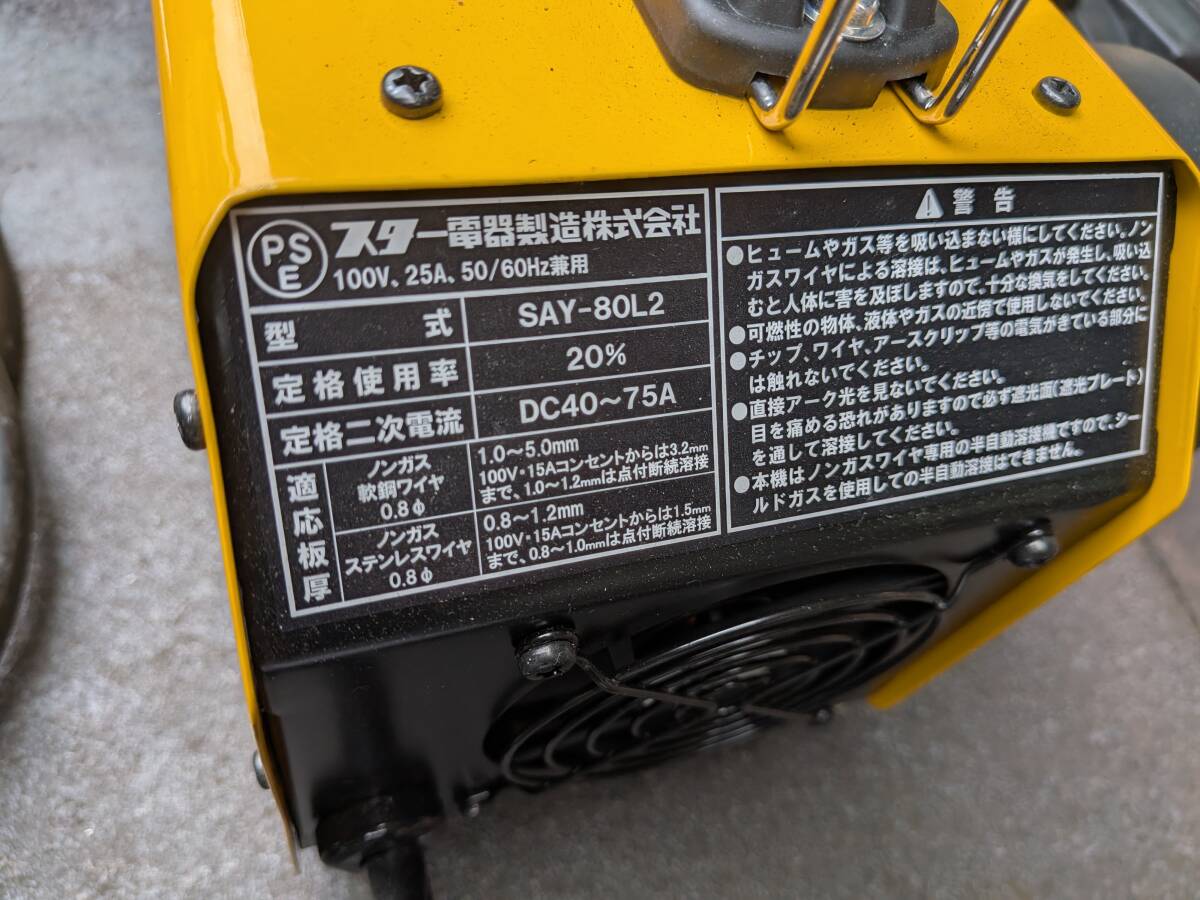 PSE
スター電器製造株式会社
100V、25A、50/60Hz兼用
型式 SAY-80L2
定格使用率 20%
定格二次電流 DC40～75A
適応板厚
ノンガス
軟鋼ワイヤ
0.8φ
1.0～5.0mm
100V・15Aコンセントからは3.2mm
まで、1.0～1.2mmは点付断続溶接
ノンガス
ステンレスワイヤ
0.8φ
0.8～1.2mm
100V・15Aコンセントからは1.5mm
まで、0.8～1.0mmは点付断続溶接
警告
●ヒュームやガス等を吸い込まない様にしてください。ノン
ガスワイヤによる溶接は、ヒュームやガスが発生し、吸い込
むと人体に害を及ぼしますので、十分な換気をしてください。
●可燃性の物体、液体やガスの近傍で使用しないでください。
●チップ、ワイヤ、アースクリップ等の電気がきている部分に
は触れないでください。
●直接アーク光を見ないでください。
目を痛める恐れがありますので必ず遮光面(遮光プレート)
を通して溶接してください。
●本機はノンガスワイヤ専用の半自動溶接機ですので、シー
ルドガスを使用しての半自動溶接はできません。